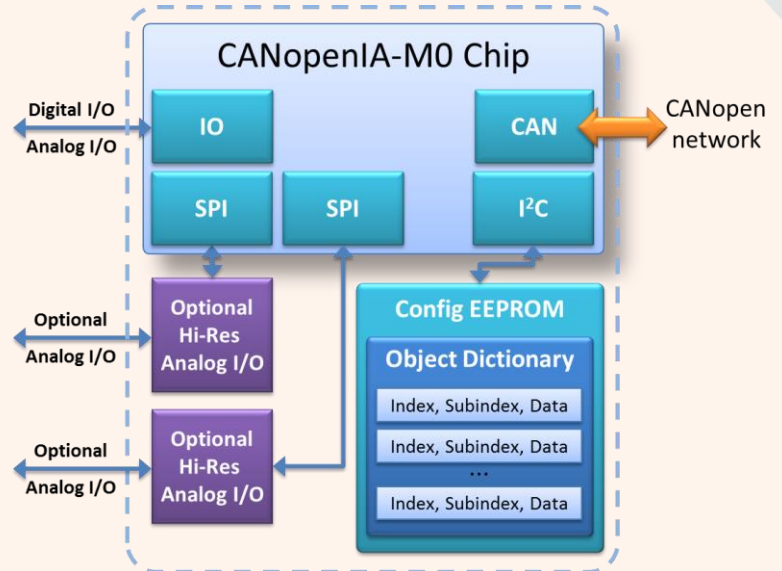 CANopenIA-M0 Chip
Digital I/O
Analog I/O
IO
CAN
CANopen
network
SPI
SPI
I²C
Optional
Analog I/O
Optional
Hi-Res
Analog I/O
Config EEPROM
Object Dictionary
Index, Subindex, Data
Index, Subindex, Data
...
Index, Subindex, Data
Optional
Analog I/O
Optional
Hi-Res
Analog I/O